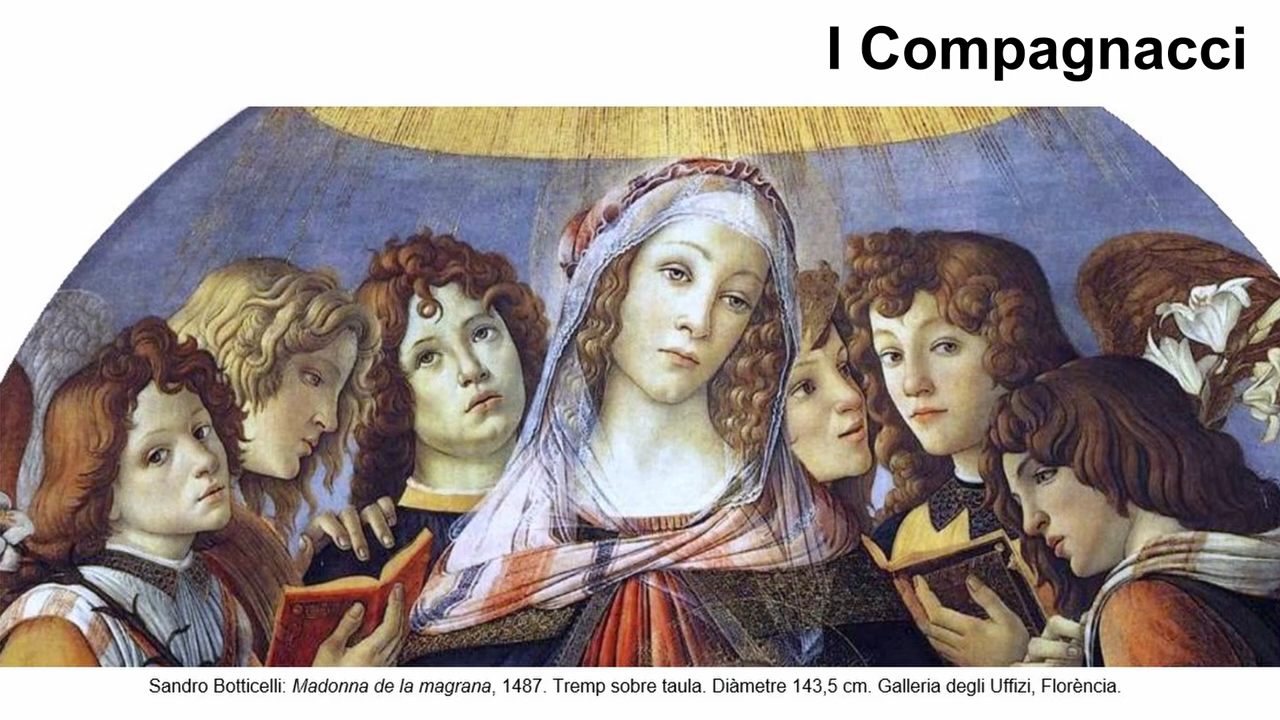 I Compagnacci
Sandro Botticelli: Madonna de la magrana, 1487. Tremp sobre taula. Diàmetre 143,5 cm. Galleria degli Uffizi, Florència.